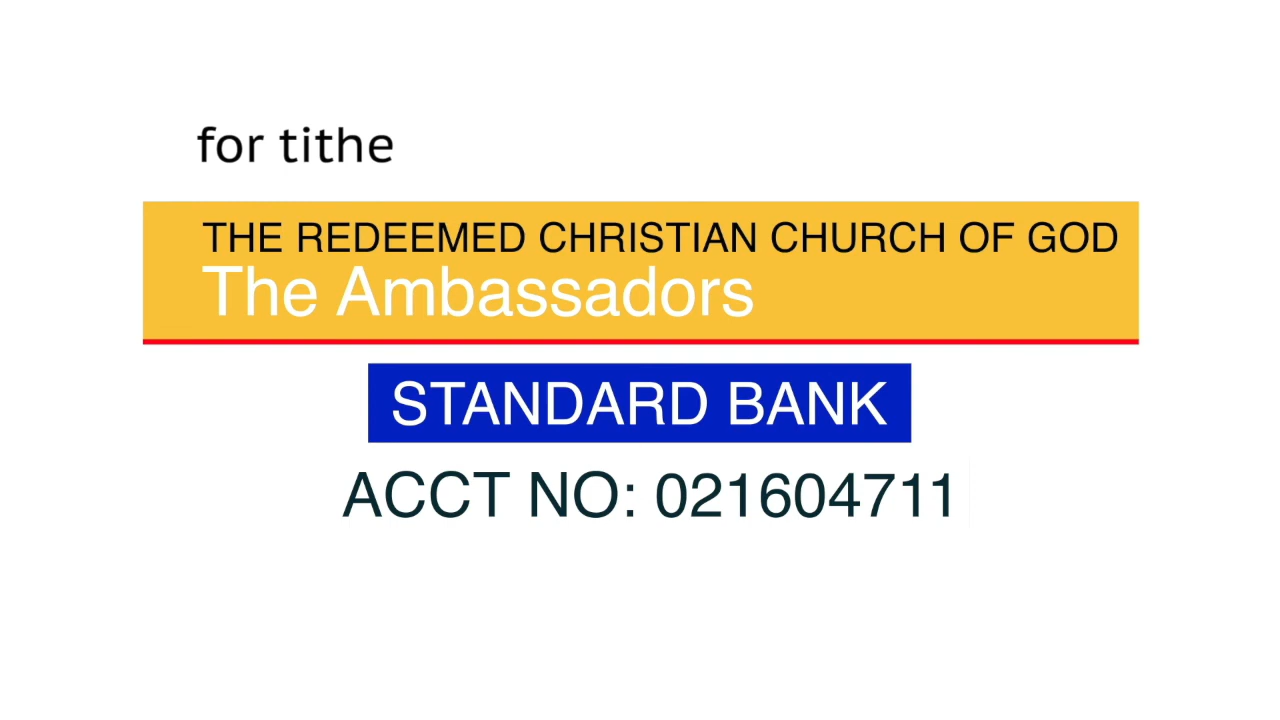 for tithe
THE REDEEMED CHRISTIAN CHURCH OF GOD
The Ambassadors
STANDARD BANK
ACCT NO: 021604711